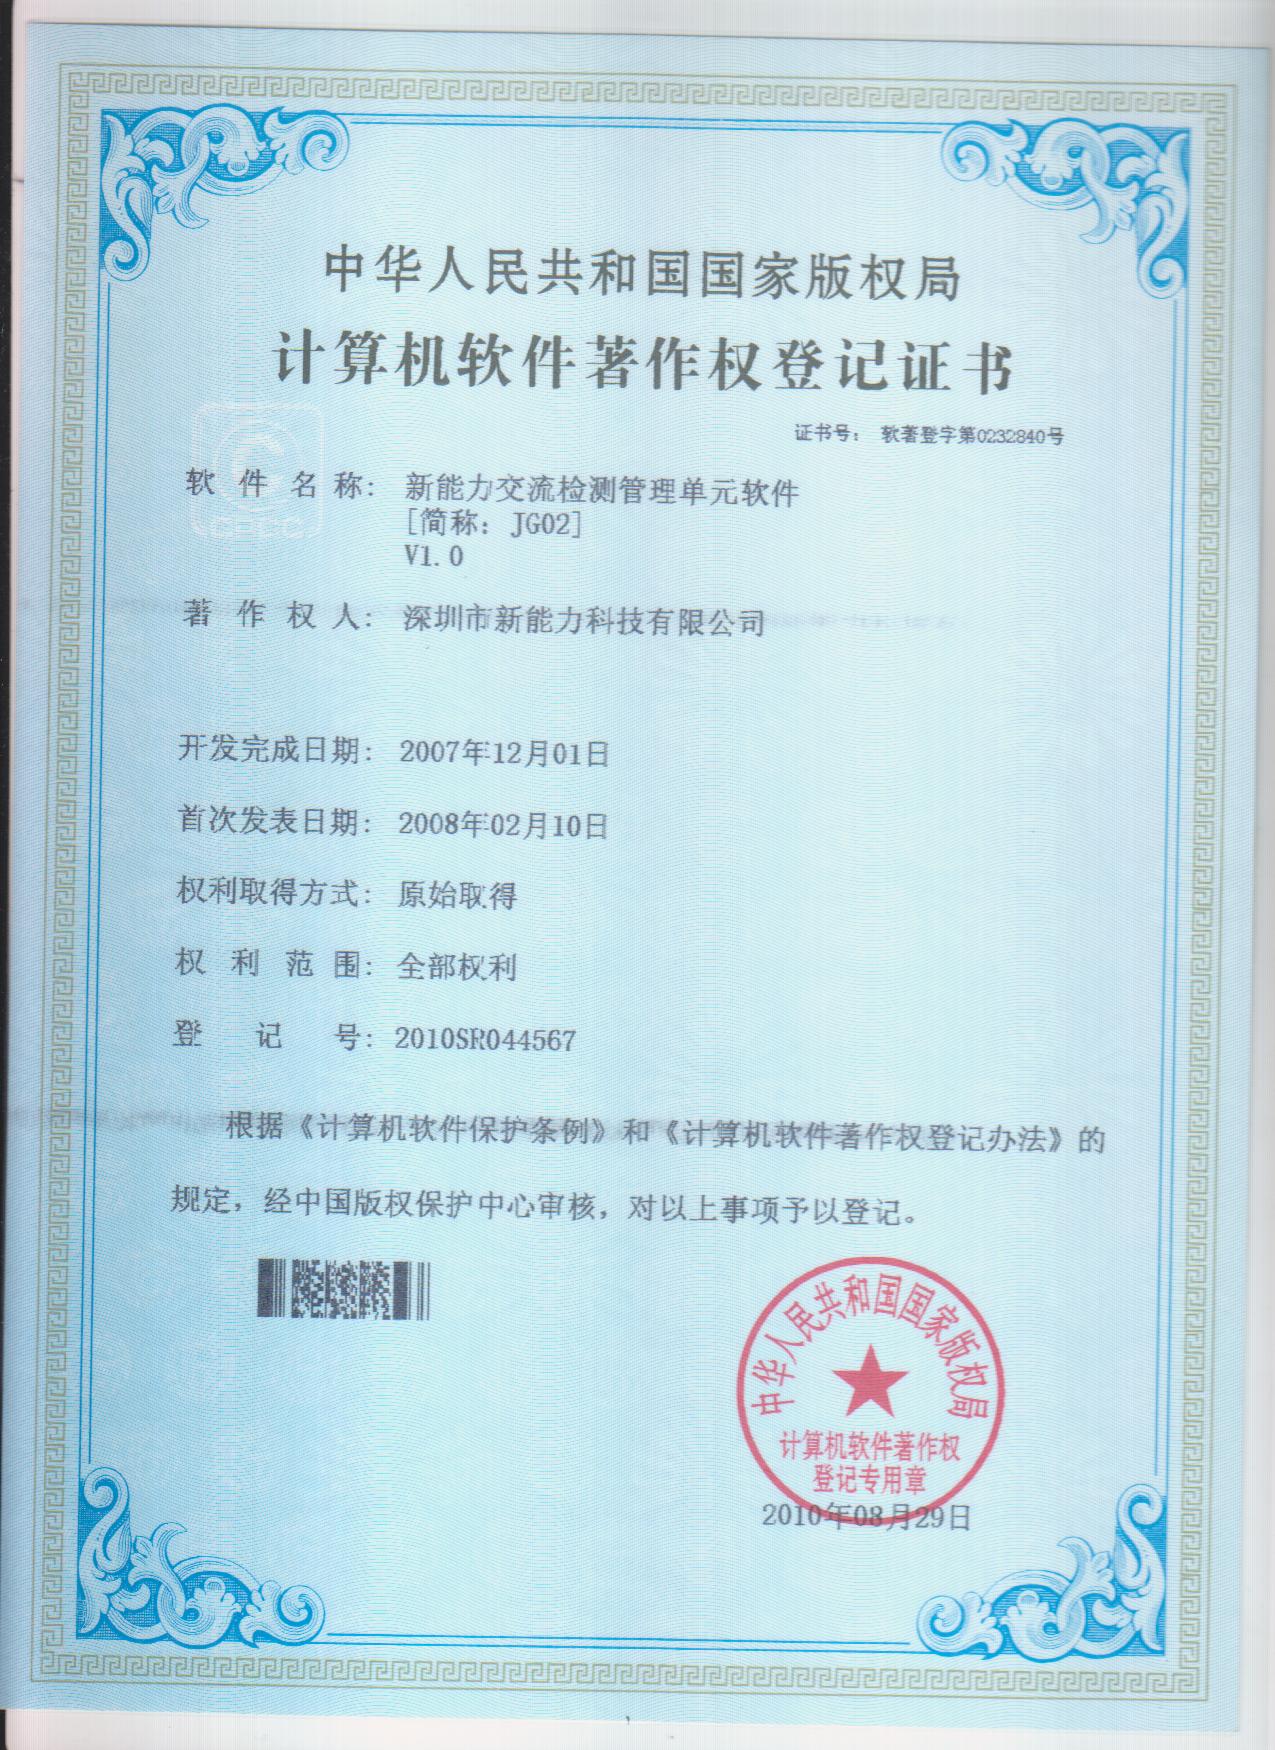 中华人民共和国国家版权局
计算机软件著作权登记证书
证书号： 软著登字第0232840号
CPCC
软件名称： 新能力交流检测管理单元软件
[简称：JG02]
V1.0
著作权人： 深圳市新能力科技有限公司
开发完成日期： 2007年12月01日
首次发表日期： 2008年02月10日
权利取得方式： 原始取得
权利范围： 全部权利
登记号： 2010SR044567
根据《计算机软件保护条例》和《计算机软件著作权登记办法》的
规定，经中国版权保护中心审核，对以上事项予以登记。
中华人民共和国国家版权局
计算机软件著作权
登记专用章
2010年08月29日